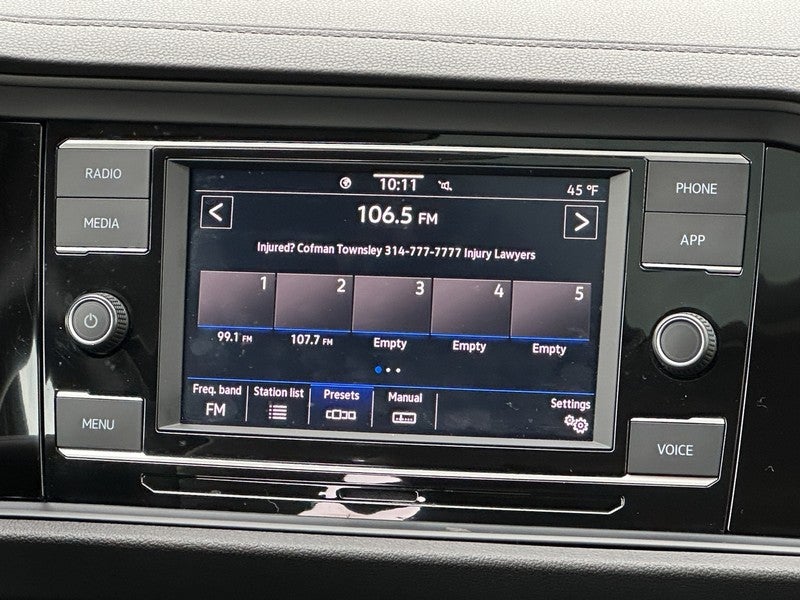 RADIO
MEDIA
MENU
10:11
45 °F
<
106.5 FM
>
Injured? Cofman Townsley 314-777-7777 Injury Lawyers
1 2 3 4 5
99.1 FM 107.7 FM Empty Empty Empty
Freq. band Station list Presets Manual Settings
FM
PHONE
APP
VOICE